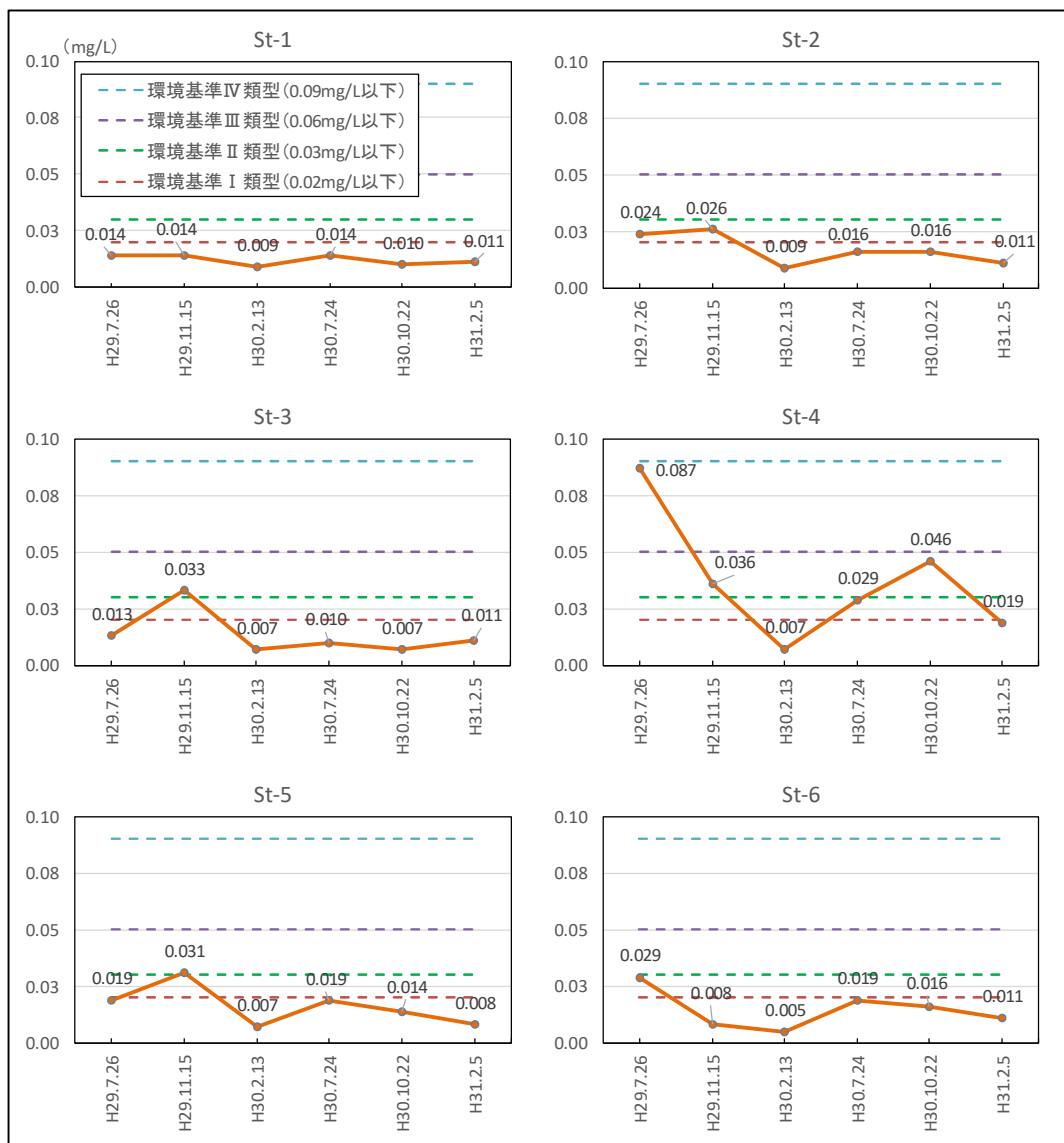 St-1
(mg/L)
0.10
0.08
0.05
0.03
0.00
環境基準Ⅳ類型(0.09mg/L以下)
環境基準Ⅲ類型(0.06mg/L以下)
環境基準Ⅱ類型(0.03mg/L以下)
環境基準Ⅰ類型(0.02mg/L以下)
0.014
0.014
0.009
0.014
0.010
0.011
H29.7.26
H29.11.15
H30.2.13
H30.7.24
H30.10.22
H31.2.5
St-2
0.10
0.08
0.05
0.03
0.00
0.024
0.026
0.009
0.016
0.016
0.011
H29.7.26
H29.11.15
H30.2.13
H30.7.24
H30.10.22
H31.2.5
St-3
0.10
0.08
0.05
0.03
0.00
0.013
0.033
0.007
0.010
0.007
0.011
H29.7.26
H29.11.15
H30.2.13
H30.7.24
H30.10.22
H31.2.5
St-4
0.10
0.08
0.05
0.03
0.00
0.087
0.036
0.007
0.029
0.046
0.019
H29.7.26
H29.11.15
H30.2.13
H30.7.24
H30.10.22
H31.2.5
St-5
0.10
0.08
0.05
0.03
0.00
0.019
0.031
0.007
0.019
0.014
0.008
H29.7.26
H29.11.15
H30.2.13
H30.7.24
H30.10.22
H31.2.5
St-6
0.10
0.08
0.05
0.03
0.00
0.029
0.008
0.005
0.019
0.016
0.011
H29.7.26
H29.11.15
H30.2.13
H30.7.24
H30.10.22
H31.2.5